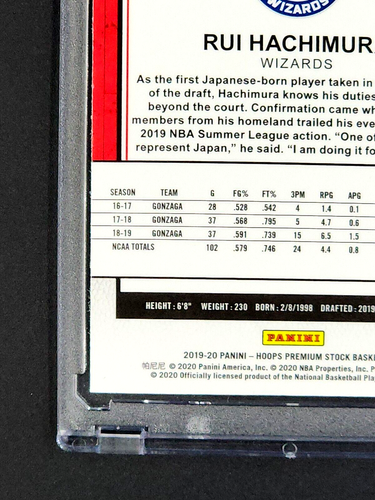 WIZARDS
RUI HACHIMUR
WIZARDS
As the first Japanese-born player taken in
of the draft, Hachimura knows his duties
beyond the court. Confirmation came wh
members from his homeland trailed his eve
2019 NBA Summer League action. “One of
represent Japan,” he said. “I am doing it fo
SEASON TEAM G FG% FT% 3PM RPG APG
16-17 GONZAGA 28 .528 .542 4 1.4 0.1
17-18 GONZAGA 37 .568 .795 5 4.7 0.6
18-19 GONZAGA 37 .591 .739 15 6.5 1.5
NCAA TOTALS 102 .579 .746 24 4.4 0.8
HEIGHT: 6'8" WEIGHT: 230 BORN: 2/8/1998 DRAFTED: 2019
PANINI
2019-20 PANINI – HOOPS PREMIUM STOCK BASK
帕尼尼 © 2020 Panini America, Inc. © 2020 NBA Properties, Inc. P
© 2020 Officially licensed product of the National Basketball Pla